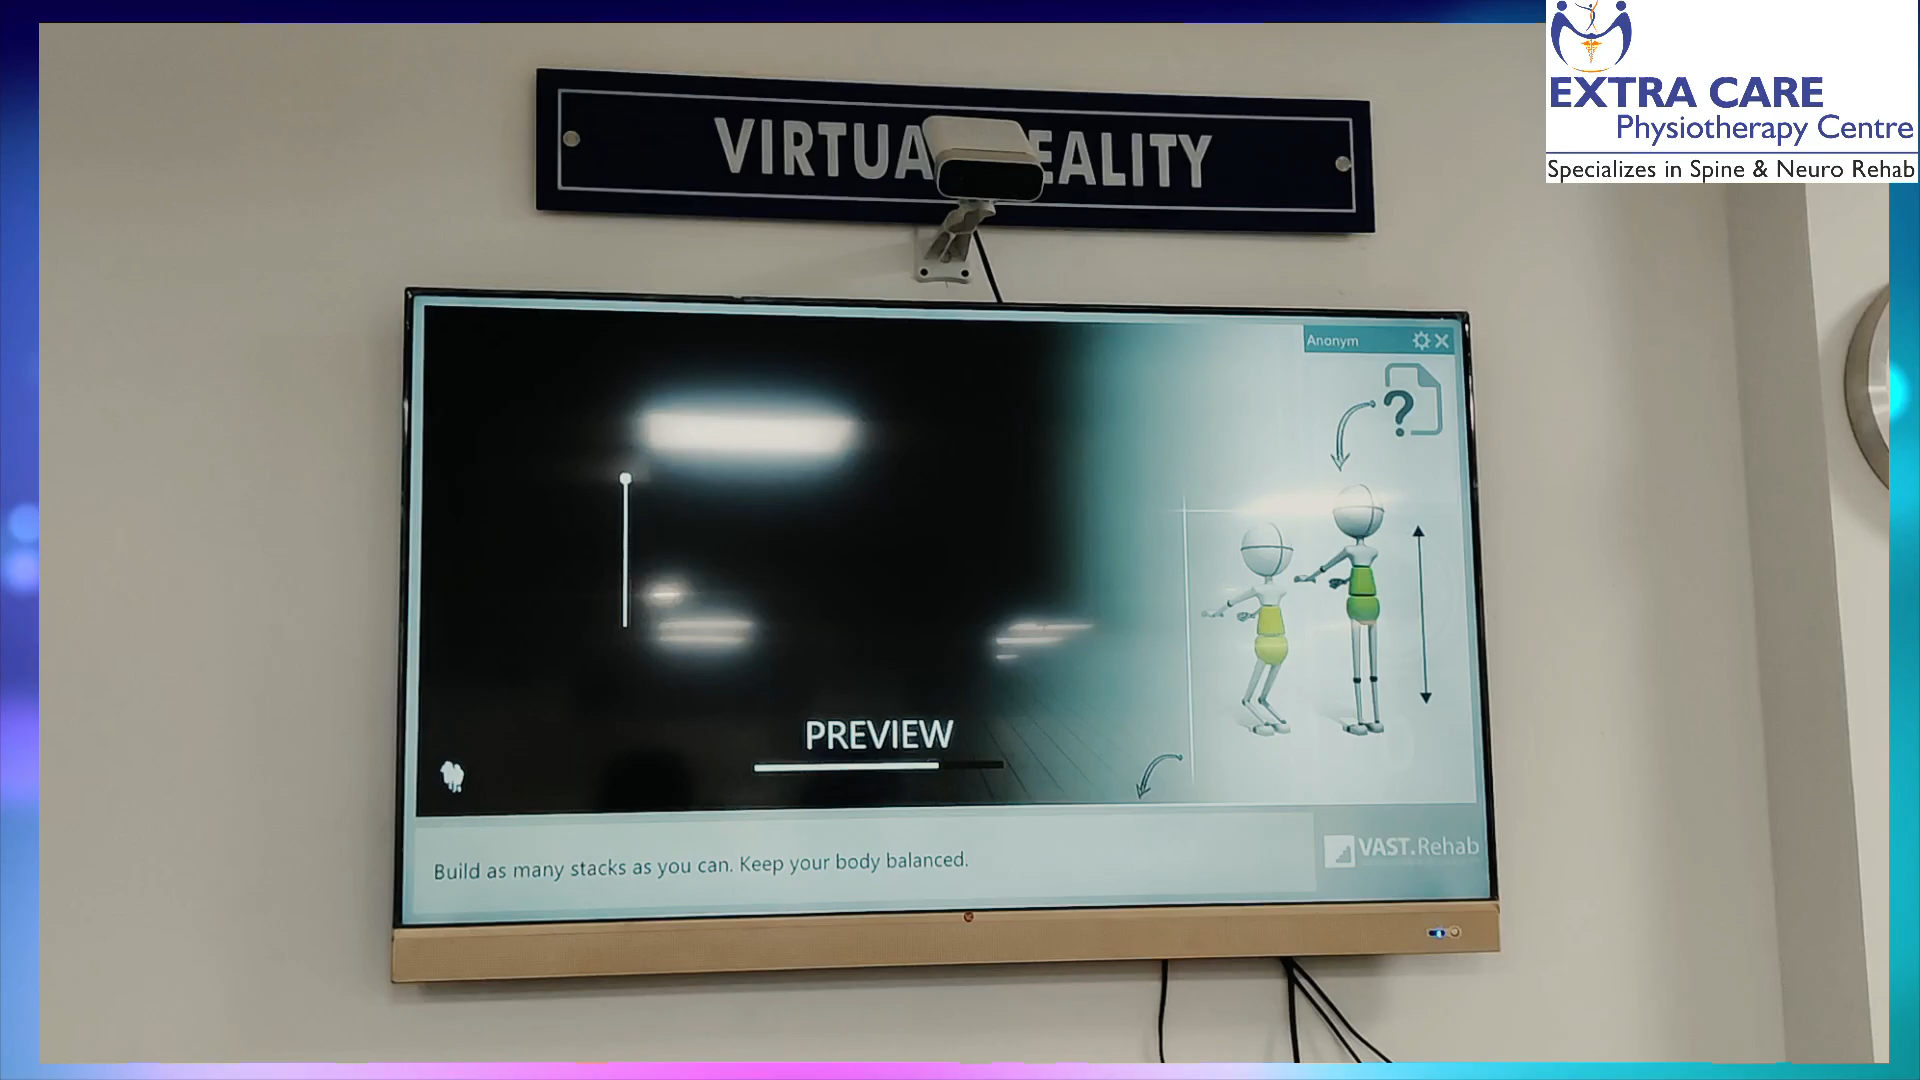 EXTRA CARE
Physiotherapy Centre
Specializes in Spine & Neuro Rehab
VIRTUA EALITY
Anonym
?
PREVIEW
Build as many stacks as you can. Keep your body balanced.
VAST.Rehab